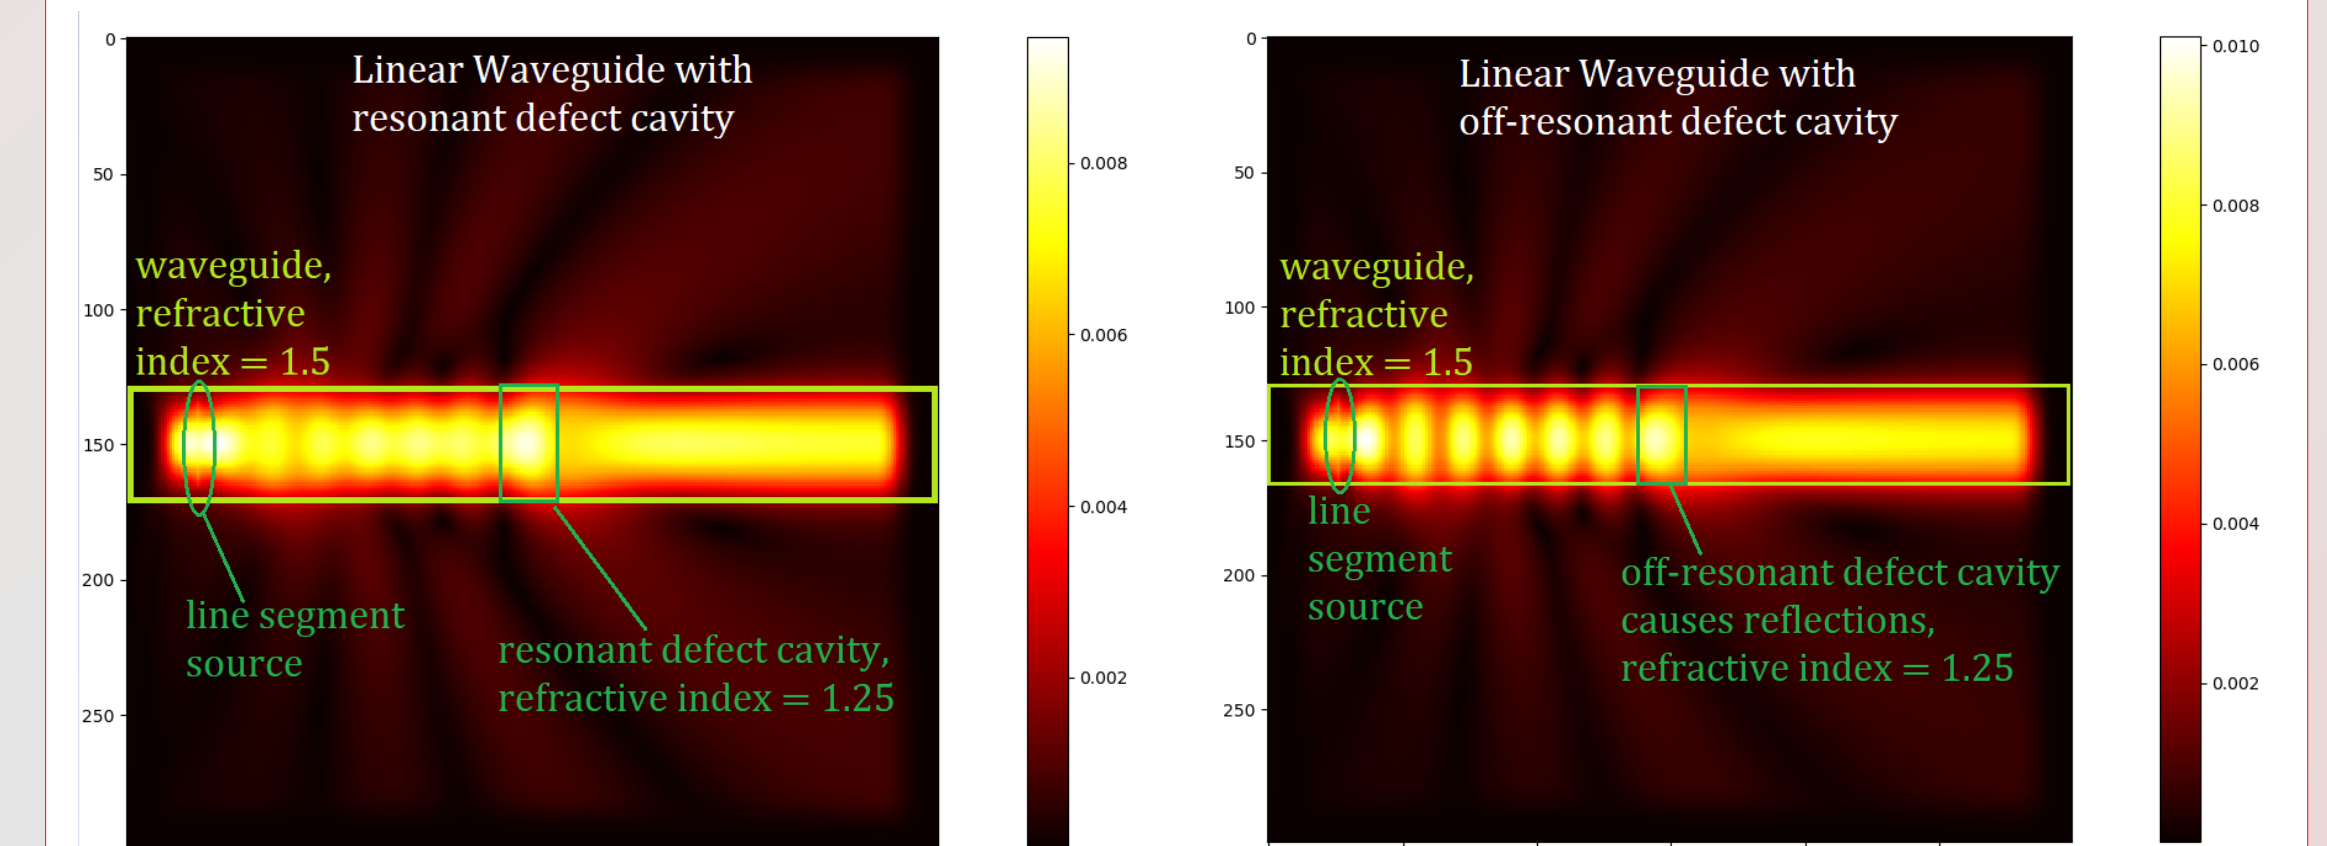 Linear Waveguide with
resonant defect cavity
waveguide,
refractive
index = 1.5
line segment
source
resonant defect cavity,
refractive index = 1.25
0
50
100
150
200
250
0.008
0.006
0.004
0.002
Linear Waveguide with
off-resonant defect cavity
waveguide,
refractive
index = 1.5
line
segment
source
off-resonant defect cavity
causes reflections,
refractive index = 1.25
0
50
100
150
200
250
0.010
0.008
0.006
0.004
0.002